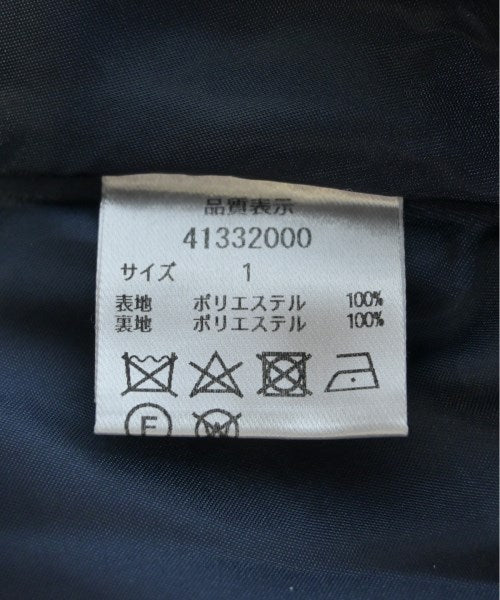 品質表示
41332000
サイズ 1
表地 ポリエステル 100%
裏地 ポリエステル 100%
F W